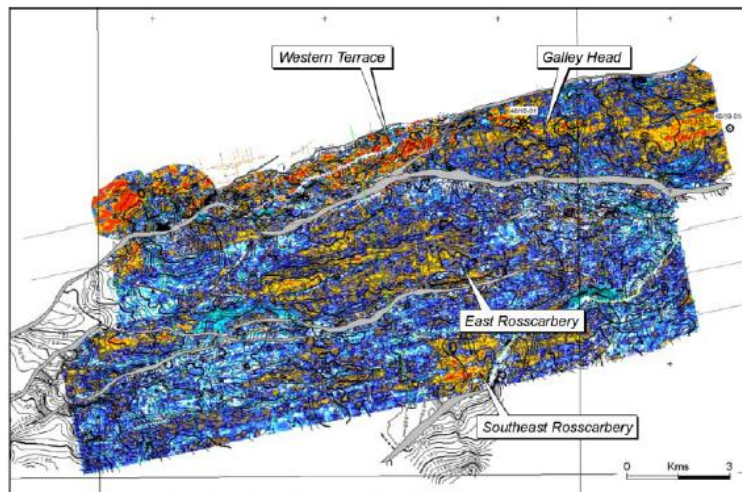 Western Terrace
Galley Head
East Rosscarbery
Southeast Rosscarbery
0 Kms 3